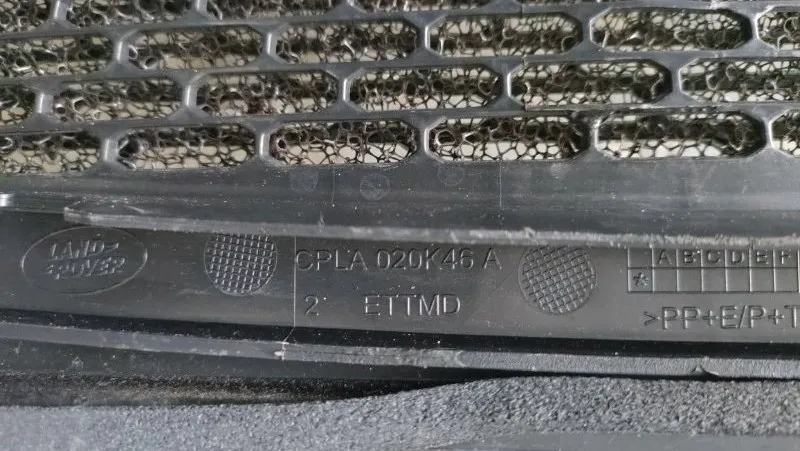 LAND
ROVER
CPLA 020K46 A
2 ETTMD
A B C D E F
*
>PP+E/P+T